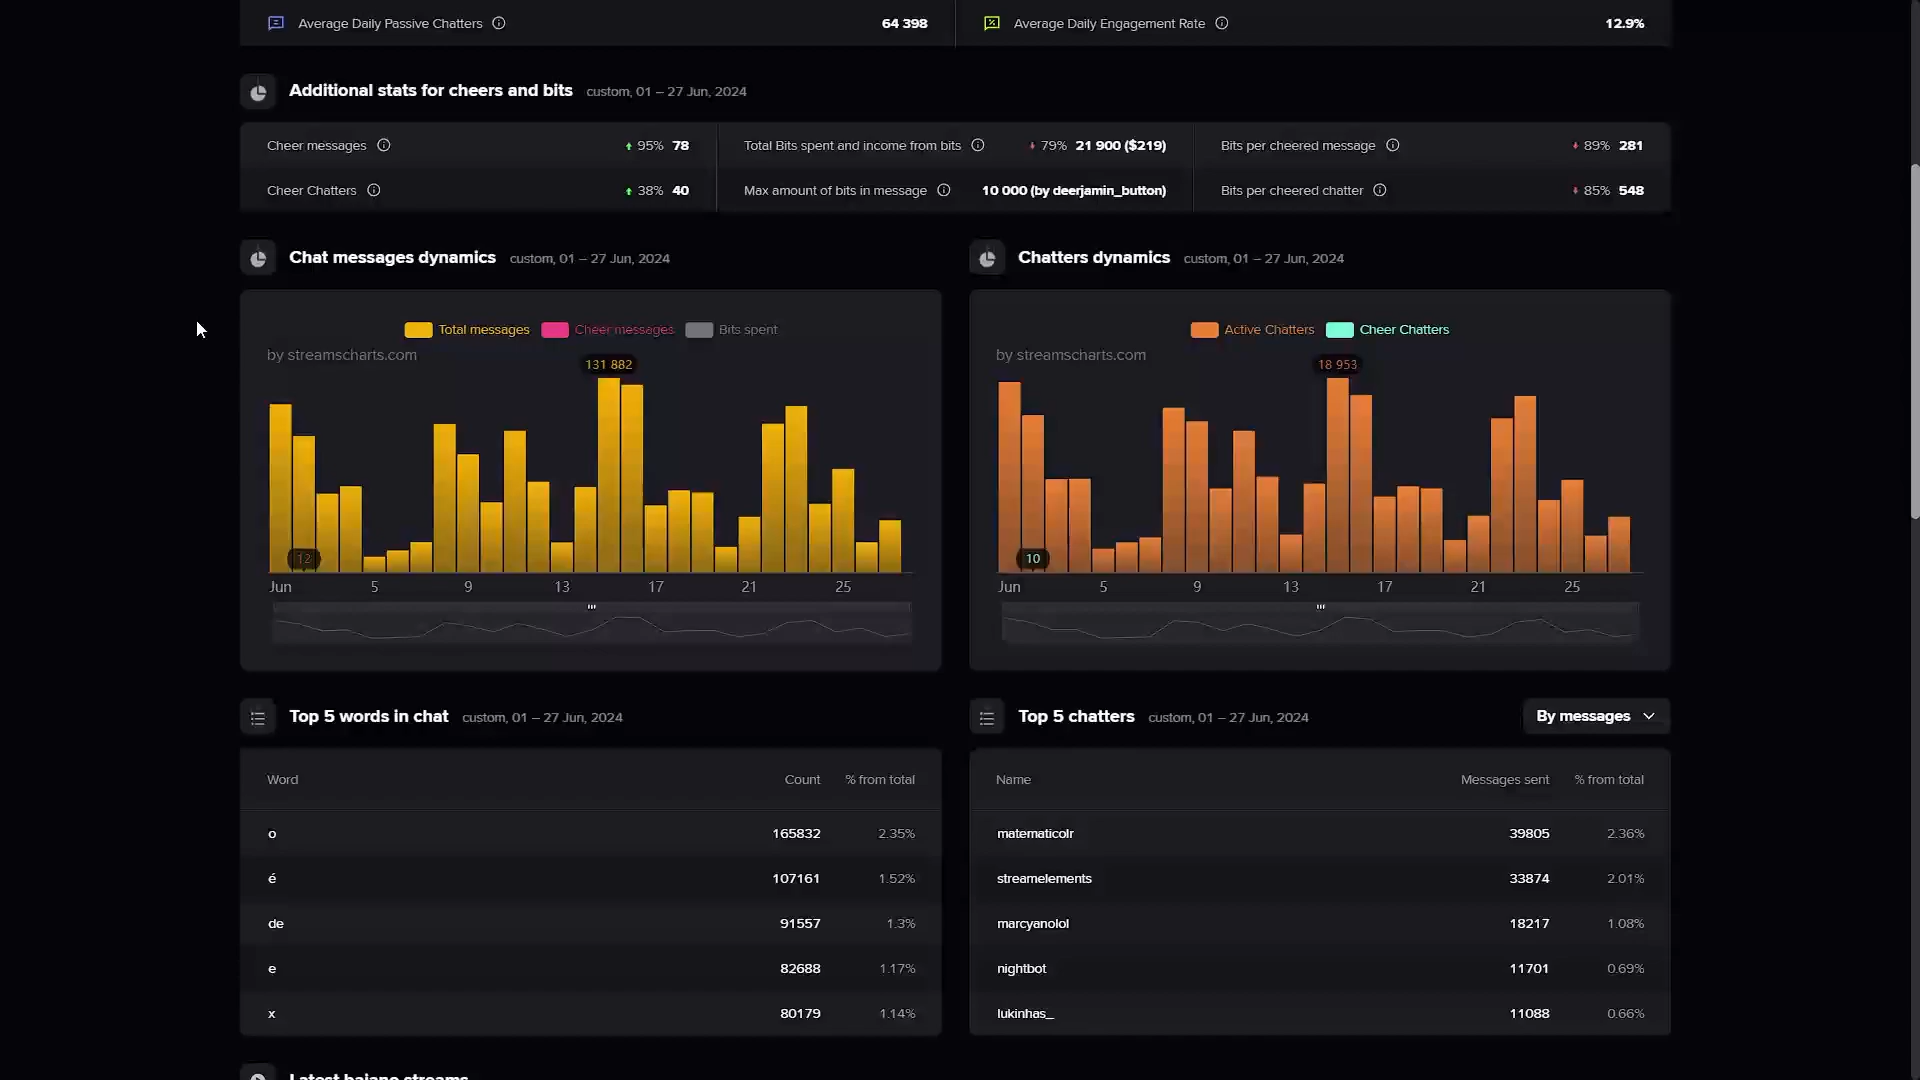 Average Daily Passive Chatters 64 398 Average Daily Engagement Rate 12.9%
Additional stats for cheers and bits custom, 01 – 27 Jun, 2024
Cheer messages 95% 78 Total Bits spent and income from bits 79% 21 900 ($219) Bits per cheered message 89% 281
Cheer Chatters 38% 40 Max amount of bits in message 10 000 (by deerjamin_button) Bits per cheered chatter 85% 548
Chat messages dynamics custom, 01 – 27 Jun, 2024
Total messages Cheer messages Bits spent
by streamscharts.com
131 882
12
Jun 5 9 13 17 21 25
Chatters dynamics custom, 01 – 27 Jun, 2024
Active Chatters Cheer Chatters
by streamscharts.com
18 953
10
Jun 5 9 13 17 21 25
Top 5 words in chat custom, 01 – 27 Jun, 2024
Word Count % from total
o 165832 2.35%
é 107161 1.52%
de 91557 1.3%
e 82688 1.17%
x 80179 1.14%
Top 5 chatters custom, 01 – 27 Jun, 2024 By messages
Name Messages sent % from total
matematicolr 39805 2.36%
streamelements 33874 2.01%
marcyanolol 18217 1.08%
nightbot 11701 0.69%
lukinhas_ 11088 0.66%
Latest baiano streams